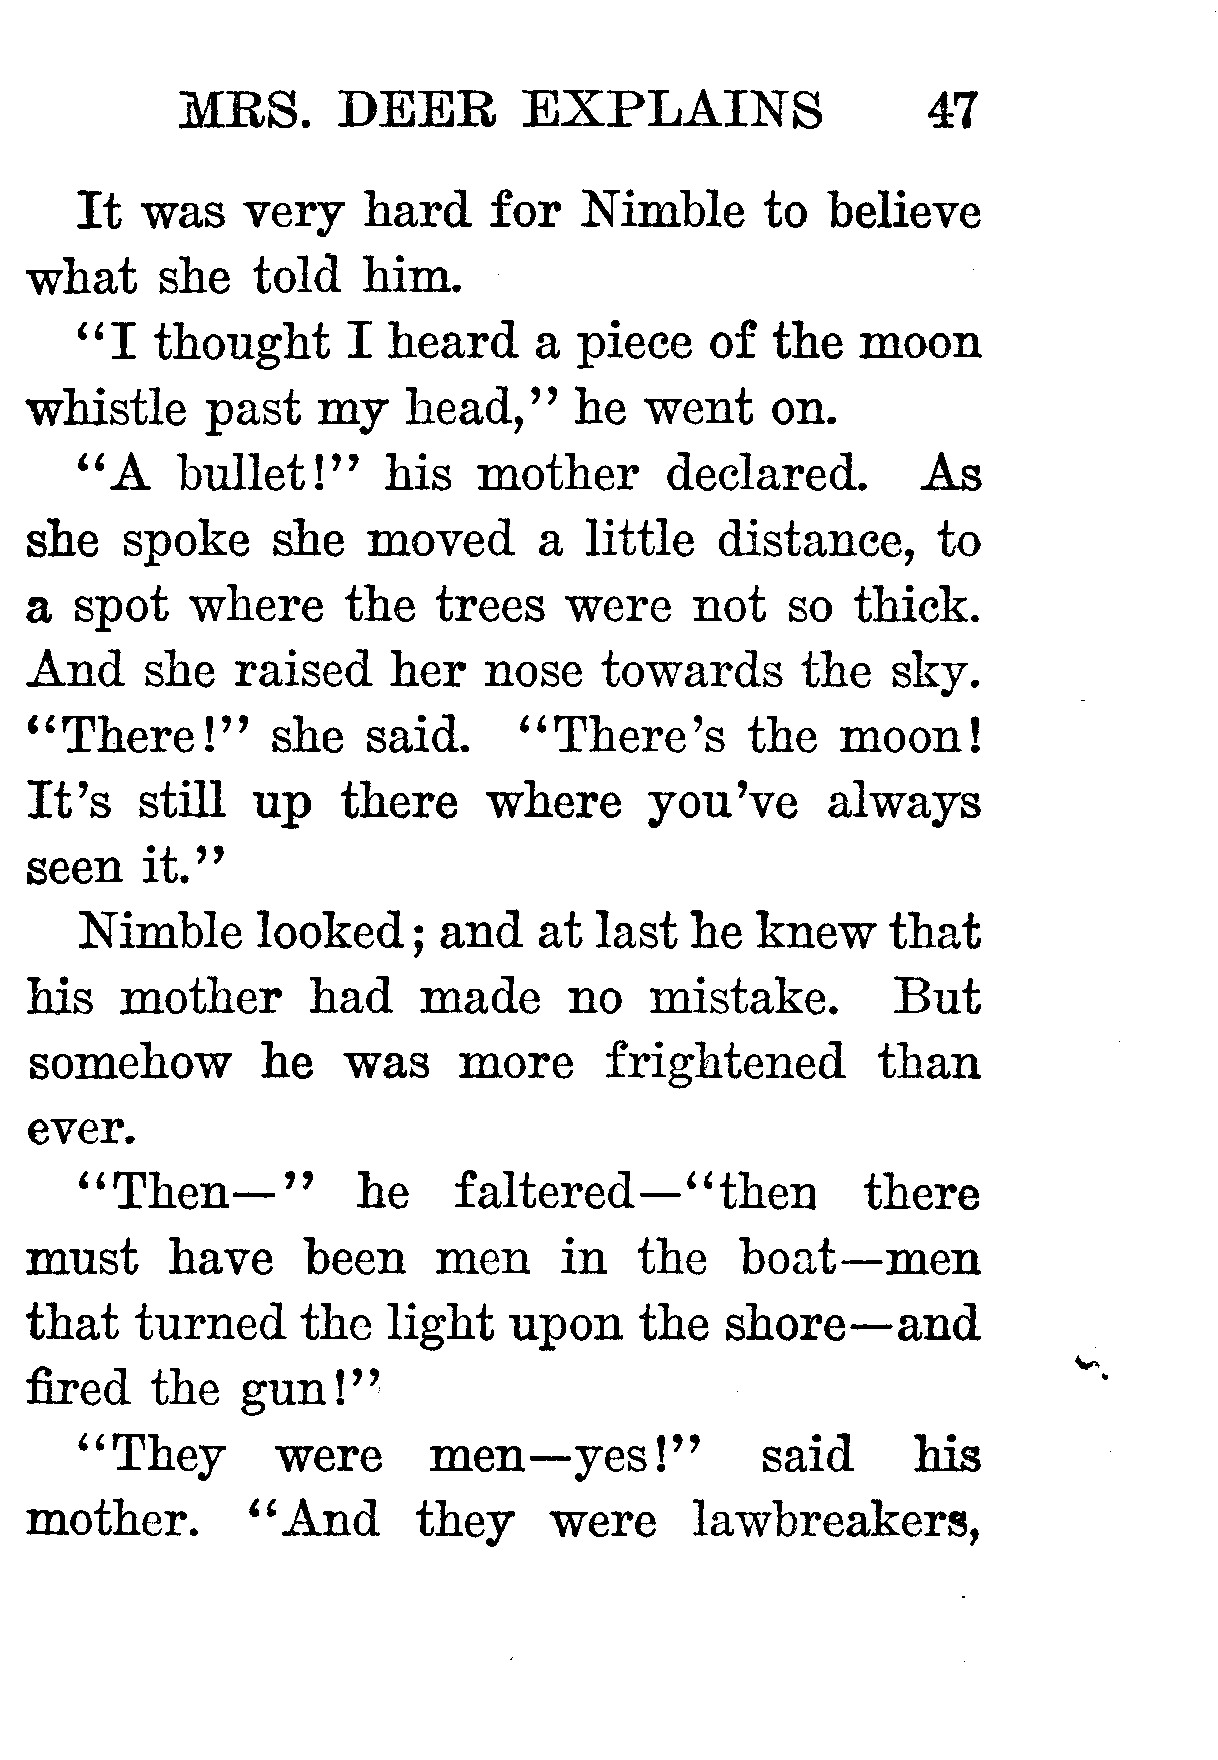 MRS. DEER EXPLAINS 47
It was very hard for Nimble to believe
what she told him.
“I thought I heard a piece of the moon
whistle past my head,” he went on.
“A bullet!” his mother declared. As
she spoke she moved a little distance, to
a spot where the trees were not so thick.
And she raised her nose towards the sky.
“There!” she said. “There’s the moon!
It’s still up there where you’ve always
seen it.”
Nimble looked; and at last he knew that
his mother had made no mistake. But
somehow he was more frightened than
ever.
“Then—” he faltered—“then there
must have been men in the boat—men
that turned the light upon the shore—and
fired the gun!”
“They were men—yes!” said his
mother. “And they were lawbreakers,